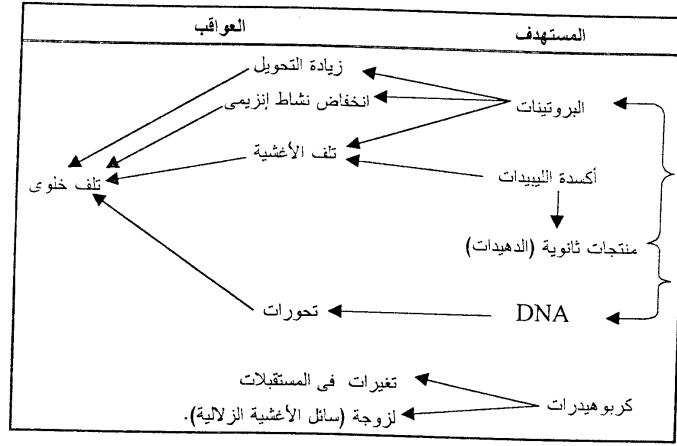 المستهدف
العواقب
زيادة التحويل
البروتينات
انخفاض نشاط إنزيمى
تلف الأغشية
أكسدة الليبيدات
تلف خلوى
منتجات ثانوية (الدهيدات)
DNA
تحورات
تغيرات فى المستقبلات
كربوهيدرات
لزوجة (سائل الأغشية الزلالية).